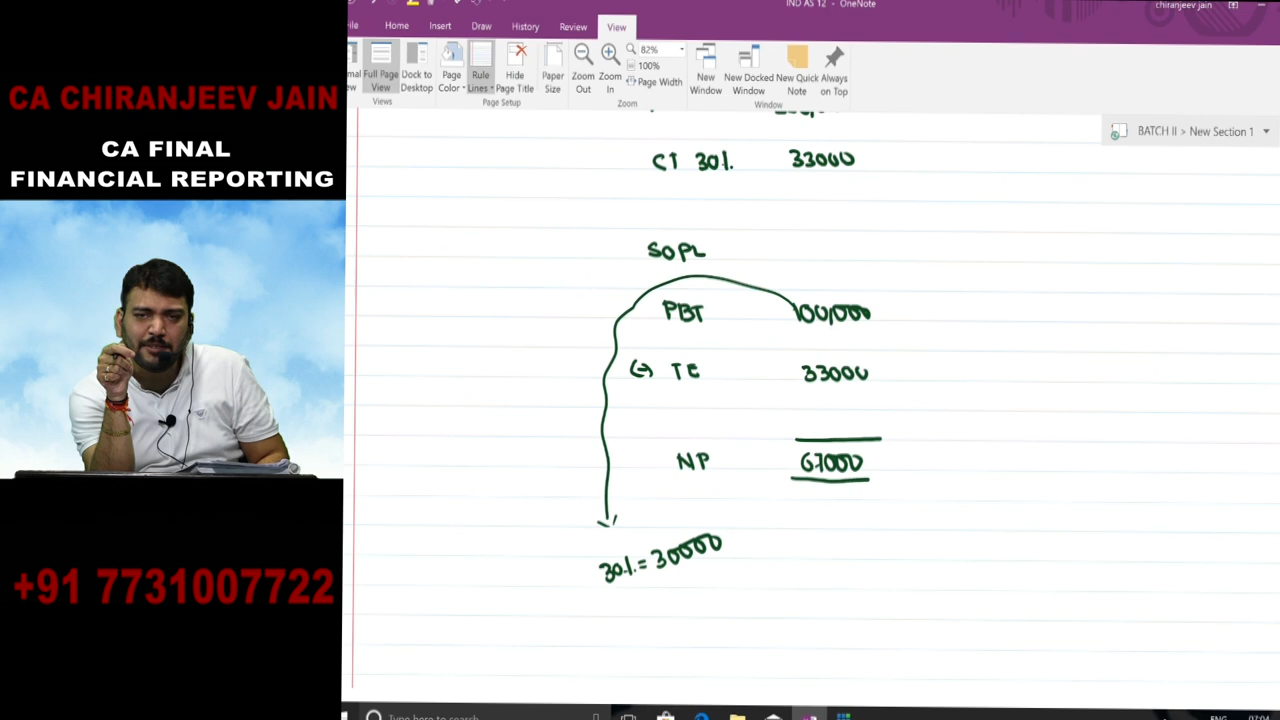 IND AS 12 - OneNote
chiranjeev jain
Home Insert Draw History Review View
Full Page View
Dock to Desktop
Views
Page Color
Rule Lines
Hide Page Title
Paper Size
Page Setup
Zoom Out
Zoom In
82%
100%
Page Width
Zoom
New Window
New Docked Window
New Quick Note
Always on Top
Window
BATCH II > New Section 1
CA CHIRANJEEV JAIN
CA FINAL
FINANCIAL REPORTING
+91 7731007722
CT 30%. 33000
SOPL
PBT 100,000
(-) TE 33000
NP 67000
30%. = 30000
ENG